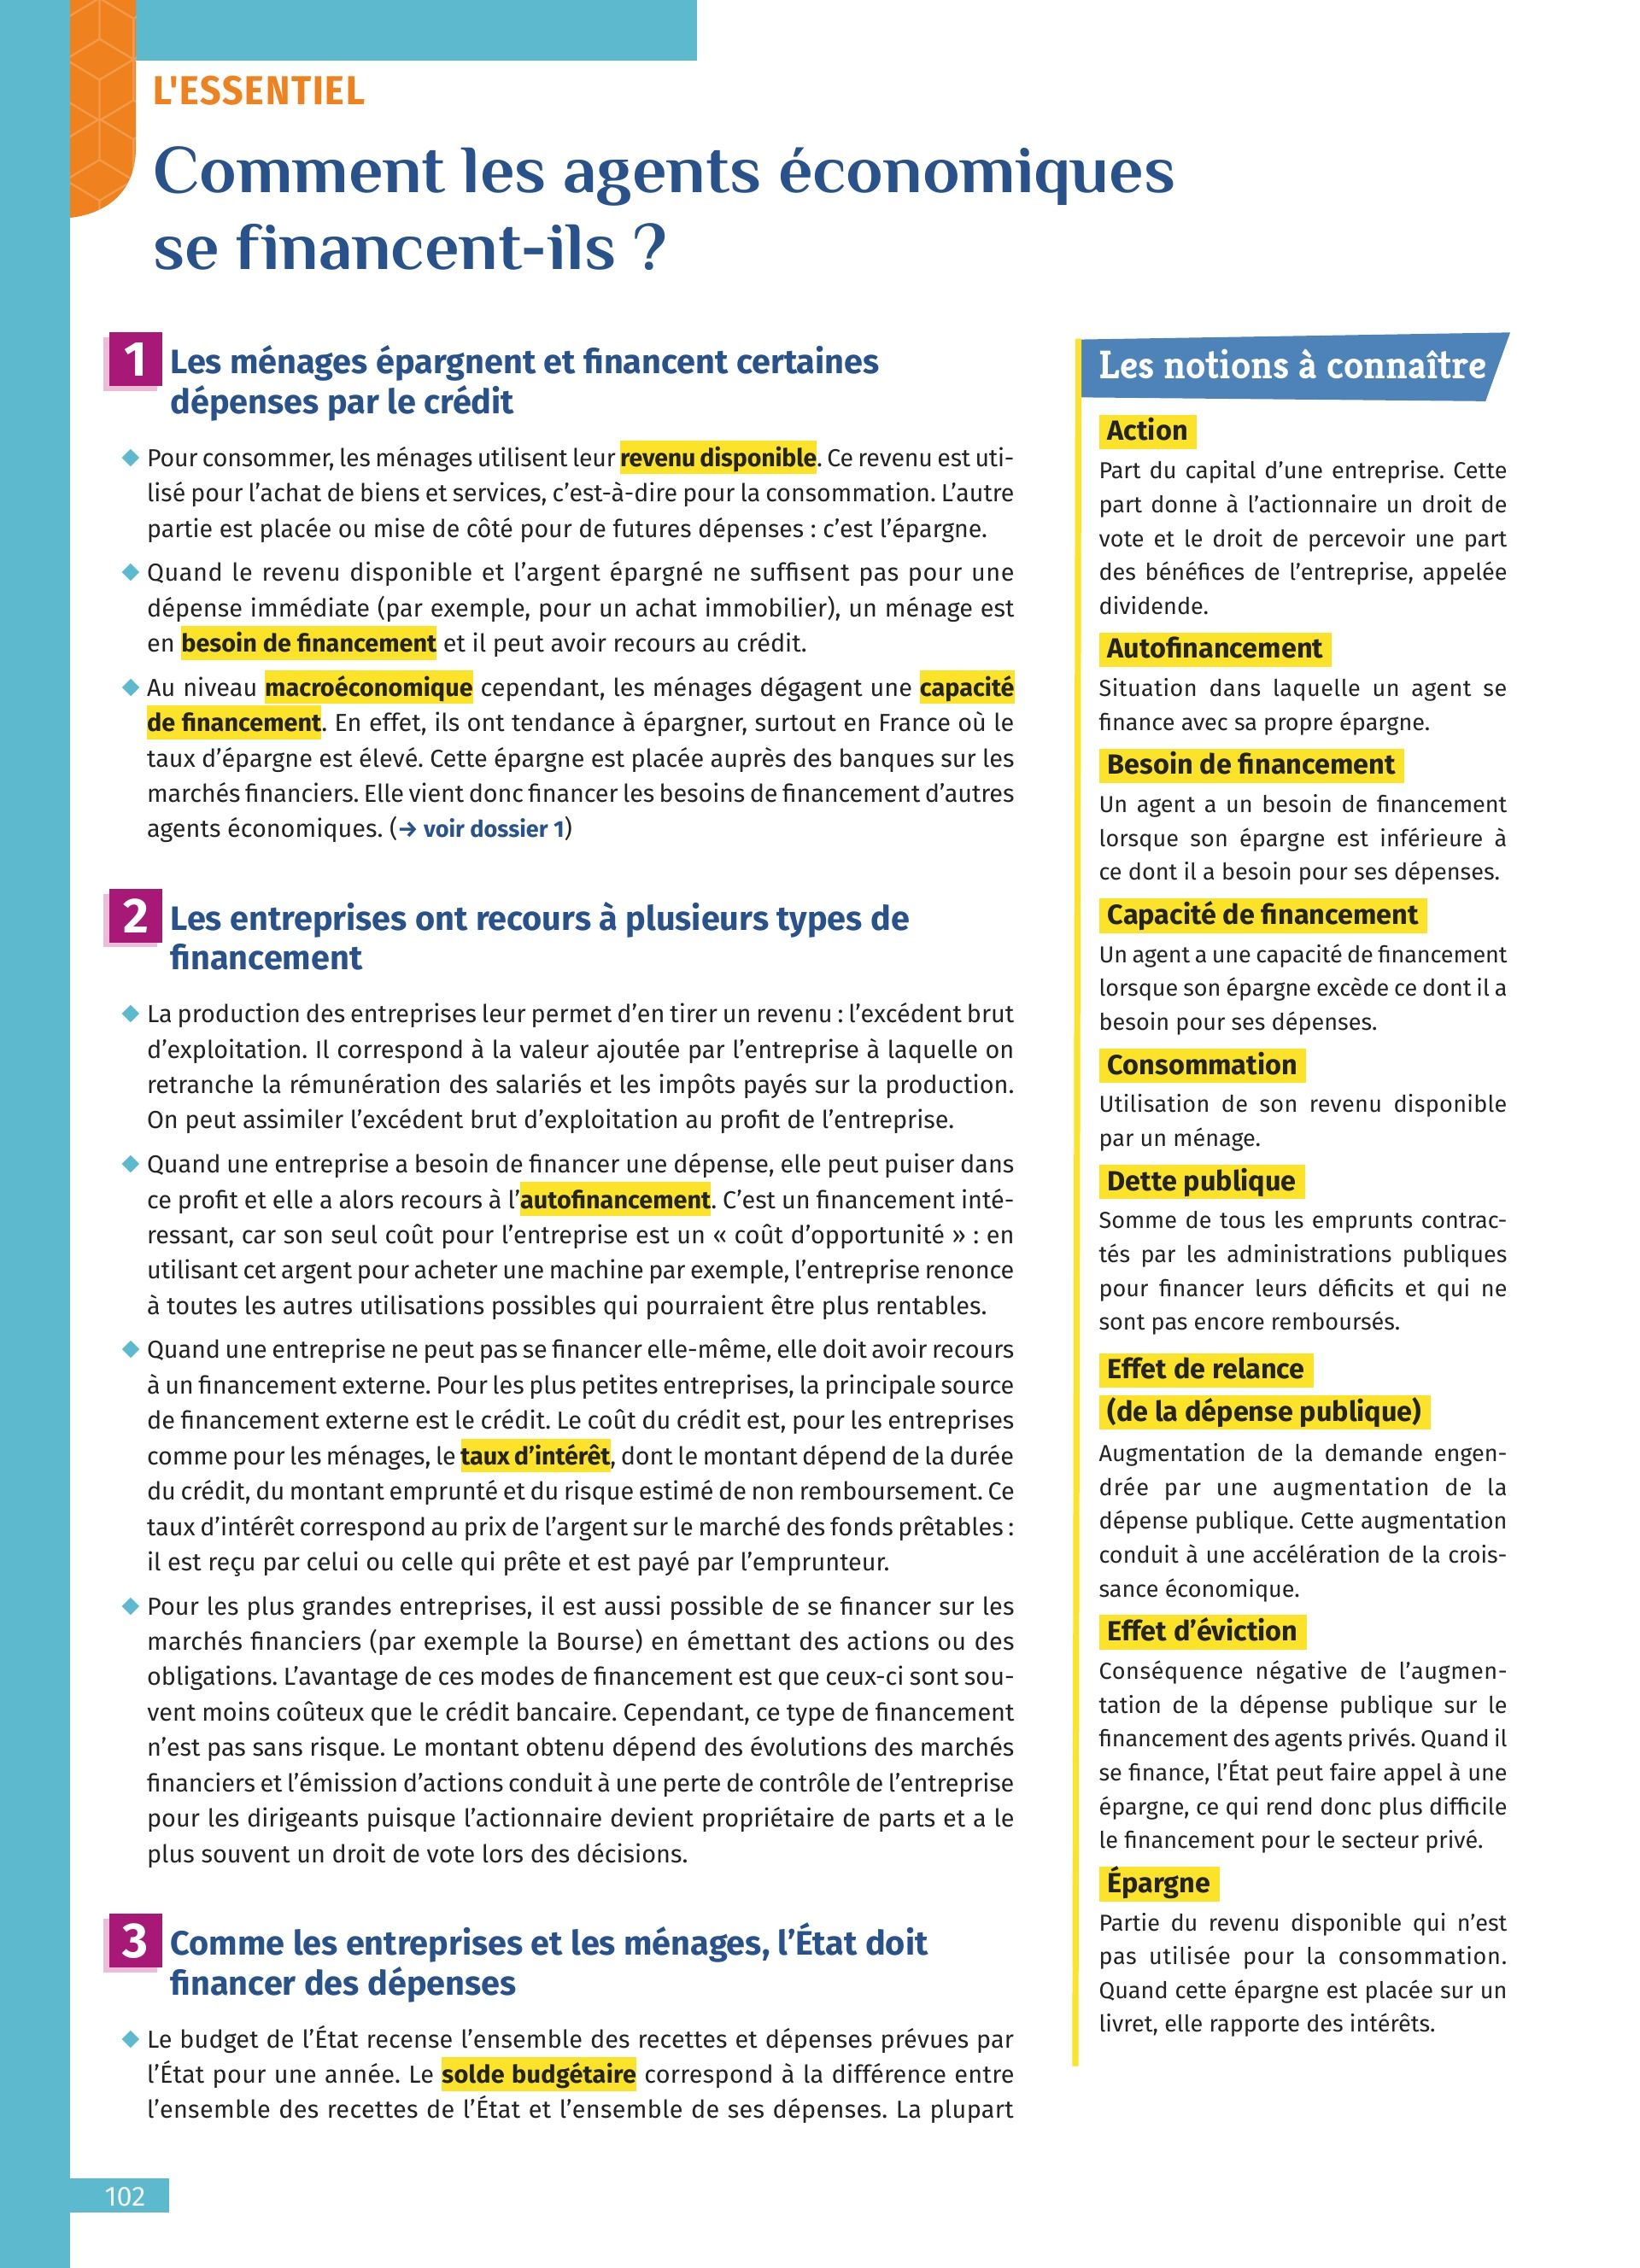 L'ESSENTIEL
Comment les agents économiques
se financent-ils ?
1 Les ménages épargnent et financent certaines
dépenses par le crédit
◆ Pour consommer, les ménages utilisent leur revenu disponible. Ce revenu est uti-
lisé pour l’achat de biens et services, c’est-à-dire pour la consommation. L’autre
partie est placée ou mise de côté pour de futures dépenses : c’est l’épargne.
◆ Quand le revenu disponible et l’argent épargné ne suffisent pas pour une
dépense immédiate (par exemple, pour un achat immobilier), un ménage est
en besoin de financement et il peut avoir recours au crédit.
◆ Au niveau macroéconomique cependant, les ménages dégagent une capacité
de financement. En effet, ils ont tendance à épargner, surtout en France où le
taux d’épargne est élevé. Cette épargne est placée auprès des banques sur les
marchés financiers. Elle vient donc financer les besoins de financement d’autres
agents économiques. (→ voir dossier 1)
2 Les entreprises ont recours à plusieurs types de
financement
◆ La production des entreprises leur permet d’en tirer un revenu : l’excédent brut
d’exploitation. Il correspond à la valeur ajoutée par l’entreprise à laquelle on
retranche la rémunération des salariés et les impôts payés sur la production.
On peut assimiler l’excédent brut d’exploitation au profit de l’entreprise.
◆ Quand une entreprise a besoin de financer une dépense, elle peut puiser dans
ce profit et elle a alors recours à l’autofinancement. C’est un financement inté-
ressant, car son seul coût pour l’entreprise est un « coût d’opportunité » : en
utilisant cet argent pour acheter une machine par exemple, l’entreprise renonce
à toutes les autres utilisations possibles qui pourraient être plus rentables.
◆ Quand une entreprise ne peut pas se financer elle-même, elle doit avoir recours
à un financement externe. Pour les plus petites entreprises, la principale source
de financement externe est le crédit. Le coût du crédit est, pour les entreprises
comme pour les ménages, le taux d’intérêt, dont le montant dépend de la durée
du crédit, du montant emprunté et du risque estimé de non remboursement. Ce
taux d’intérêt correspond au prix de l’argent sur le marché des fonds prêtables :
il est reçu par celui ou celle qui prête et est payé par l’emprunteur.
◆ Pour les plus grandes entreprises, il est aussi possible de se financer sur les
marchés financiers (par exemple la Bourse) en émettant des actions ou des
obligations. L’avantage de ces modes de financement est que ceux-ci sont sou-
vent moins coûteux que le crédit bancaire. Cependant, ce type de financement
n’est pas sans risque. Le montant obtenu dépend des évolutions des marchés
financiers et l’émission d’actions conduit à une perte de contrôle de l’entreprise
pour les dirigeants puisque l’actionnaire devient propriétaire de parts et a le
plus souvent un droit de vote lors des décisions.
3 Comme les entreprises et les ménages, l’État doit
financer des dépenses
◆ Le budget de l’État recense l’ensemble des recettes et dépenses prévues par
l’État pour une année. Le solde budgétaire correspond à la différence entre
l’ensemble des recettes de l’État et l’ensemble de ses dépenses. La plupart
Les notions à connaître
Action
Part du capital d’une entreprise. Cette
part donne à l’actionnaire un droit de
vote et le droit de percevoir une part
des bénéfices de l’entreprise, appelée
dividende.
Autofinancement
Situation dans laquelle un agent se
finance avec sa propre épargne.
Besoin de financement
Un agent a un besoin de financement
lorsque son épargne est inférieure à
ce dont il a besoin pour ses dépenses.
Capacité de financement
Un agent a une capacité de financement
lorsque son épargne excède ce dont il a
besoin pour ses dépenses.
Consommation
Utilisation de son revenu disponible
par un ménage.
Dette publique
Somme de tous les emprunts contrac-
tés par les administrations publiques
pour financer leurs déficits et qui ne
sont pas encore remboursés.
Effet de relance
(de la dépense publique)
Augmentation de la demande engen-
drée par une augmentation de la
dépense publique. Cette augmentation
conduit à une accélération de la crois-
sance économique.
Effet d’éviction
Conséquence négative de l’augmen-
tation de la dépense publique sur le
financement des agents privés. Quand il
se finance, l’État peut faire appel à une
épargne, ce qui rend donc plus difficile
le financement pour le secteur privé.
Épargne
Partie du revenu disponible qui n’est
pas utilisée pour la consommation.
Quand cette épargne est placée sur un
livret, elle rapporte des intérêts.
102